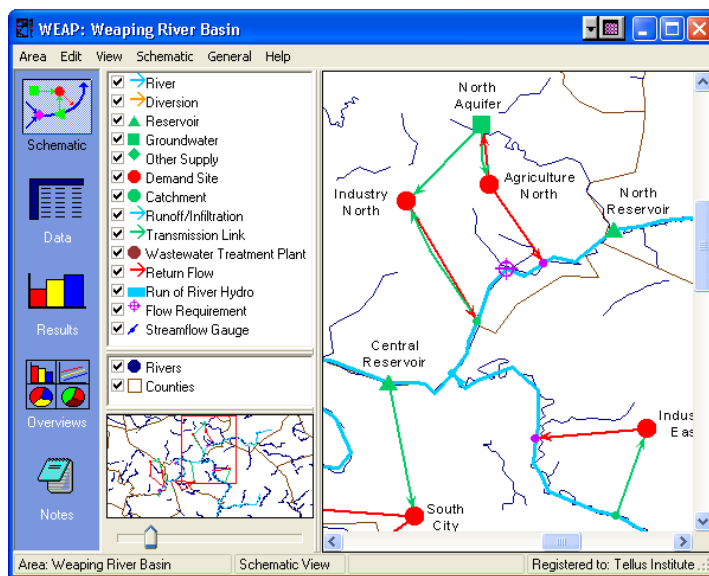 WEAP: Weaping River Basin
Area Edit View Schematic General Help
Schematic
Data
Results
Overviews
Notes
River
Diversion
Reservoir
Groundwater
Other Supply
Demand Site
Catchment
Runoff/Infiltration
Transmission Link
Wastewater Treatment Plant
Return Flow
Run of River Hydro
Flow Requirement
Streamflow Gauge
Rivers
Counties
North
Aquifer
Agriculture
North
Industry
North
North
Reservoir
Central
Reservoir
Indus
Eas
South
City
Area: Weaping River Basin
Schematic View
Registered to: Tellus Institute